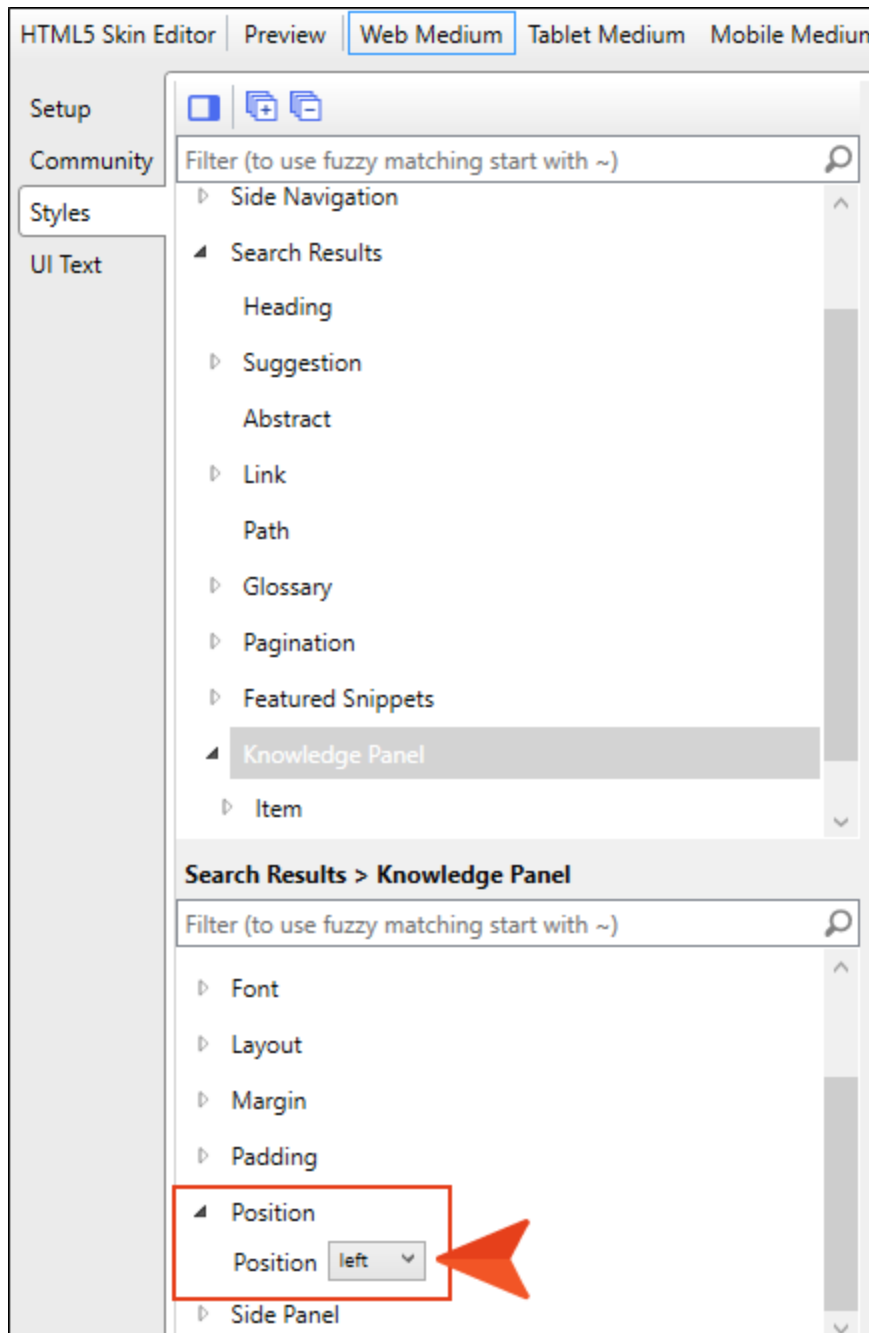 HTML5 Skin Editor Preview Web Medium Tablet Medium Mobile Medium
Setup
Community
Styles
UI Text
Filter (to use fuzzy matching start with ~)
Side Navigation
Search Results
Heading
Suggestion
Abstract
Link
Path
Glossary
Pagination
Featured Snippets
Knowledge Panel
Item
Search Results > Knowledge Panel
Filter (to use fuzzy matching start with ~)
Font
Layout
Margin
Padding
Position
Position left
Side Panel